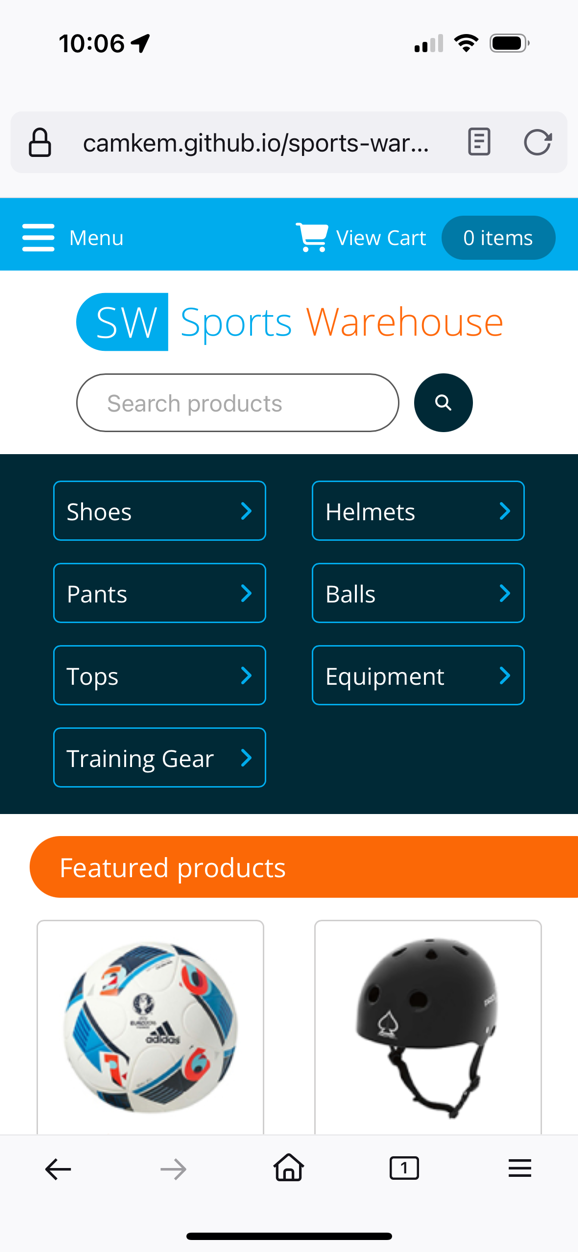 10:06
camkem.github.io/sports-war...
Menu View Cart 0 items
SW Sports Warehouse
Search products
Shoes Helmets
Pants Balls
Tops Equipment
Training Gear
Featured products
adidas
1